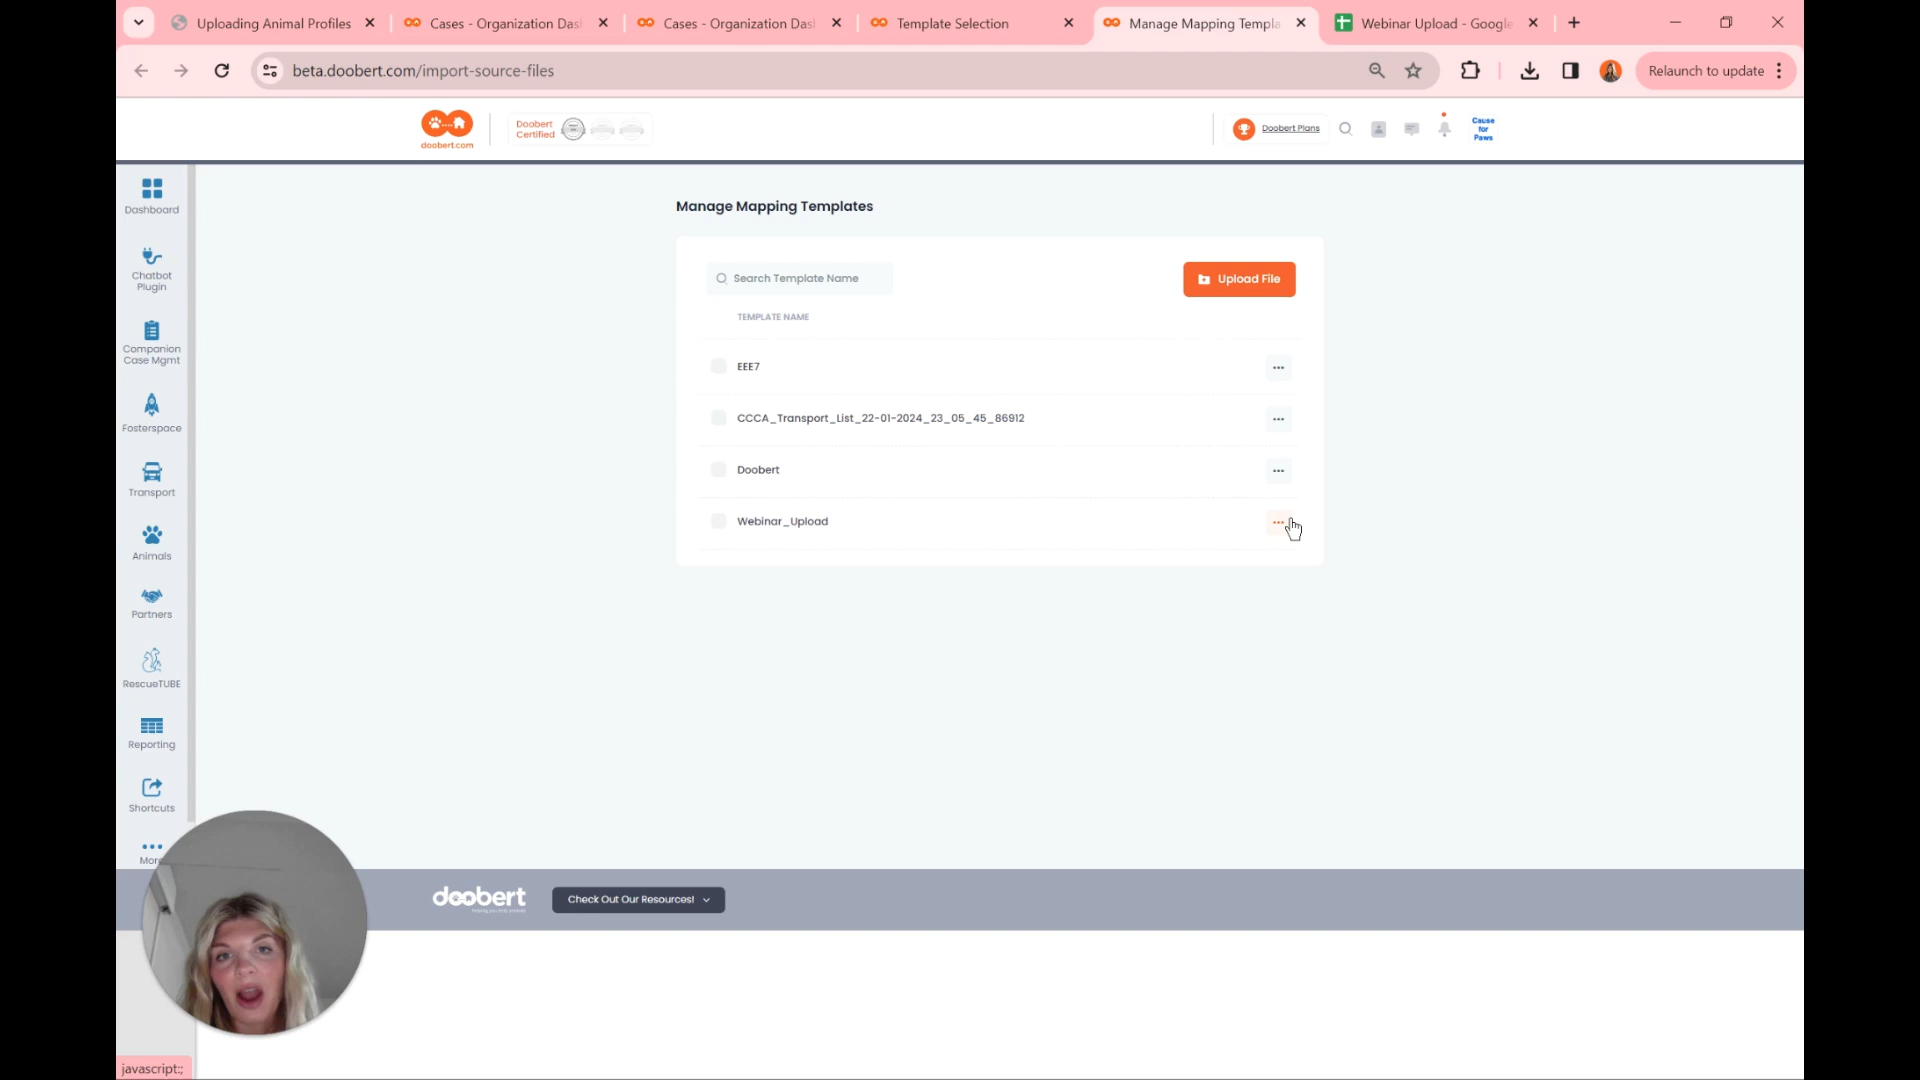 Uploading Animal Profiles
Cases - Organization Das
Cases - Organization Das
Template Selection
Manage Mapping Templa
Webinar Upload - Google
beta.doobert.com/import-source-files
Relaunch to update
doobert.com
Doobert
Certified
Doobert Plans
Cause
for
Paws
Dashboard
Chatbot
Plugin
Companion
Case Mgmt
Fosterspace
Transport
Animals
Partners
RescueTUBE
Reporting
Shortcuts
More
Manage Mapping Templates
Search Template Name
Upload File
TEMPLATE NAME
EEE7
CCCA_Transport_List_22-01-2024_23_05_45_86912
Doobert
Webinar_Upload
doobert
Check Out Our Resources!
javascript:;